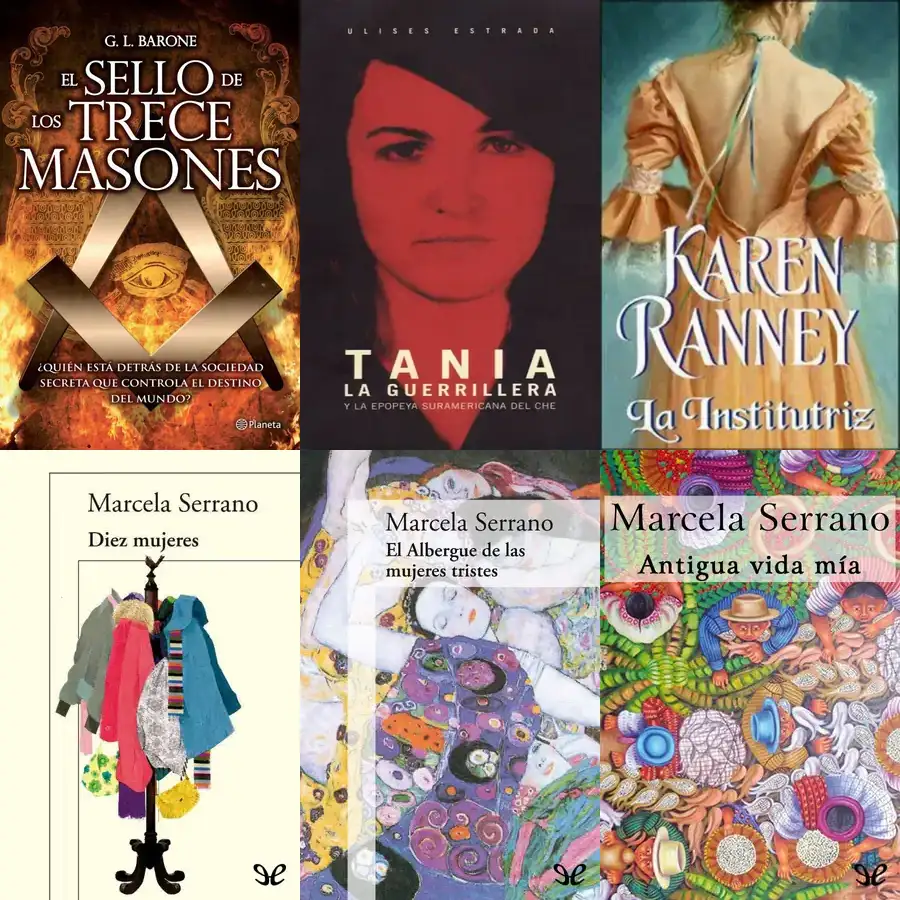 G. L. BARONE
EL SELLO DE
LOS TRECE
MASONES
¿QUIÉN ESTÁ DETRÁS DE LA SOCIEDAD
SECRETA QUE CONTROLA EL DESTINO
DEL MUNDO?
Planeta
ULISES ESTRADA
TANIA
LA GUERRILLERA
Y LA EPOPEYA SURAMERICANA DEL CHE
KAREN
RANNEY
La Institutriz
Marcela Serrano
Diez mujeres
Marcela Serrano
El Albergue de las
mujeres tristes
Marcela Serrano
Antigua vida mía